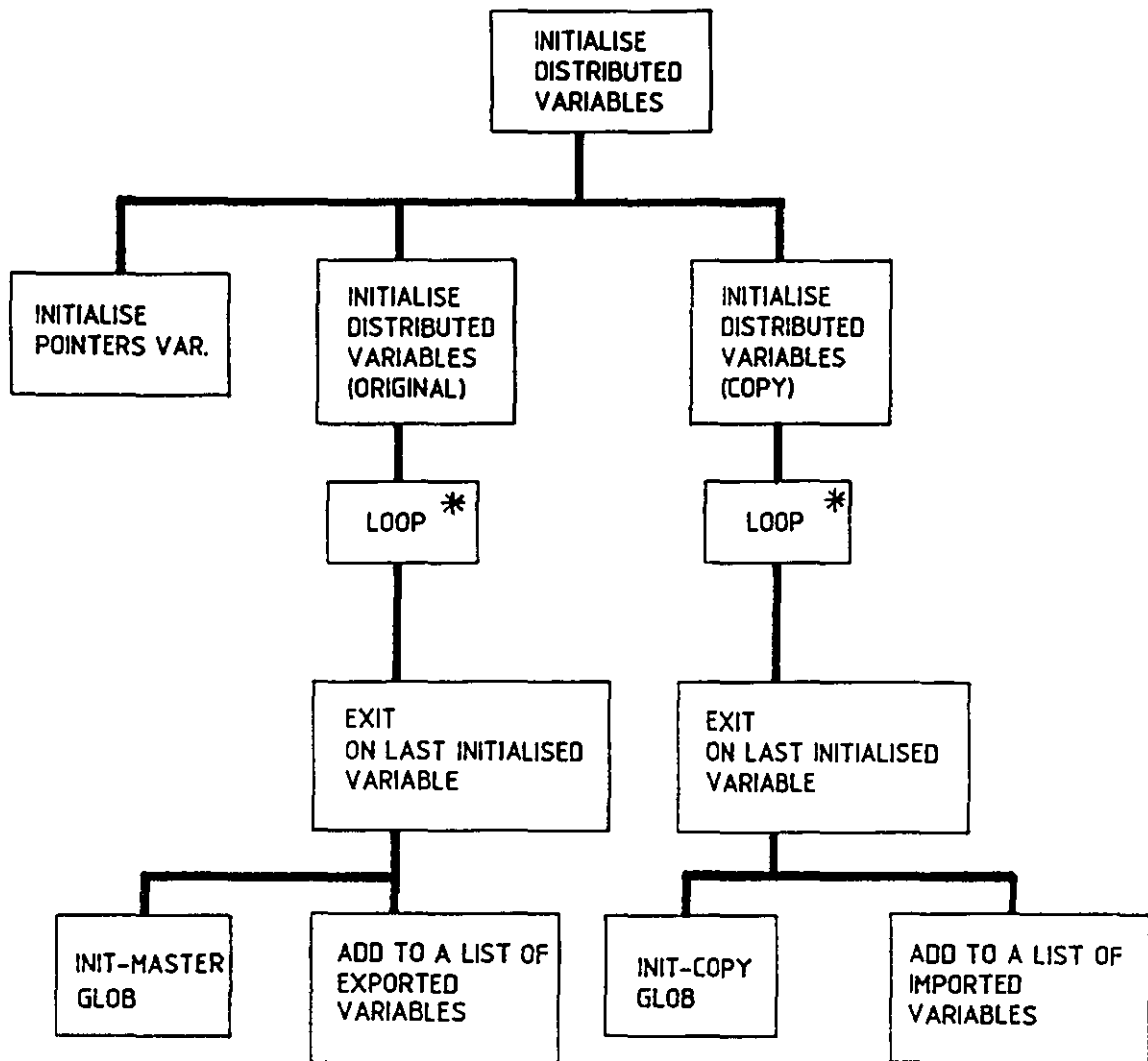 INITIALISE
DISTRIBUTED
VARIABLES
INITIALISE
POINTERS VAR.
INITIALISE
DISTRIBUTED
VARIABLES
(ORIGINAL)
INITIALISE
DISTRIBUTED
VARIABLES
(COPY)
LOOP *
LOOP *
EXIT
ON LAST INITIALISED
VARIABLE
EXIT
ON LAST INITIALISED
VARIABLE
INIT-MASTER
GLOB
ADD TO A LIST OF
EXPORTED
VARIABLES
INIT-COPY
GLOB
ADD TO A LIST OF
IMPORTED
VARIABLES